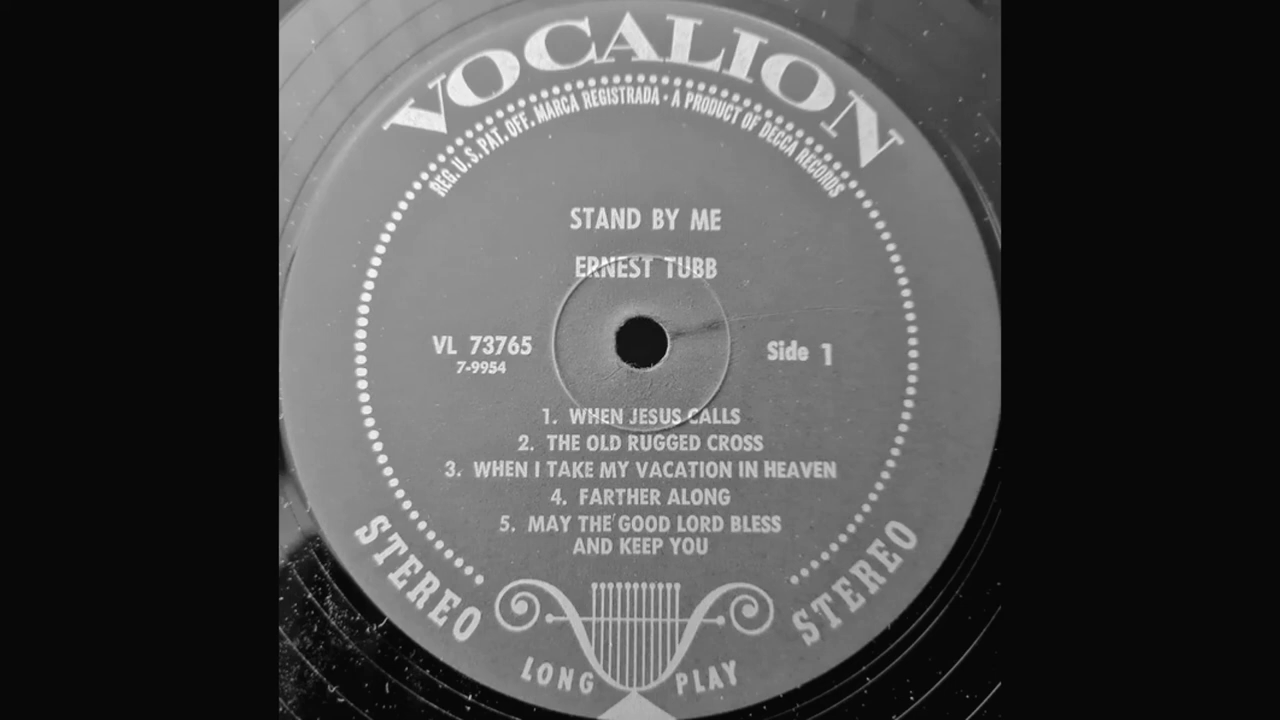 VOCALION
REG. U.S. PAT. OFF. MARCA REGISTRADA • A PRODUCT OF DECCA RECORDS
STAND BY ME
ERNEST TUBB
VL 73765
7-9954
Side 1
1. WHEN JESUS CALLS
2. THE OLD RUGGED CROSS
3. WHEN I TAKE MY VACATION IN HEAVEN
4. FARTHER ALONG
5. MAY THE GOOD LORD BLESS
AND KEEP YOU
STEREO
STEREO
LONG PLAY